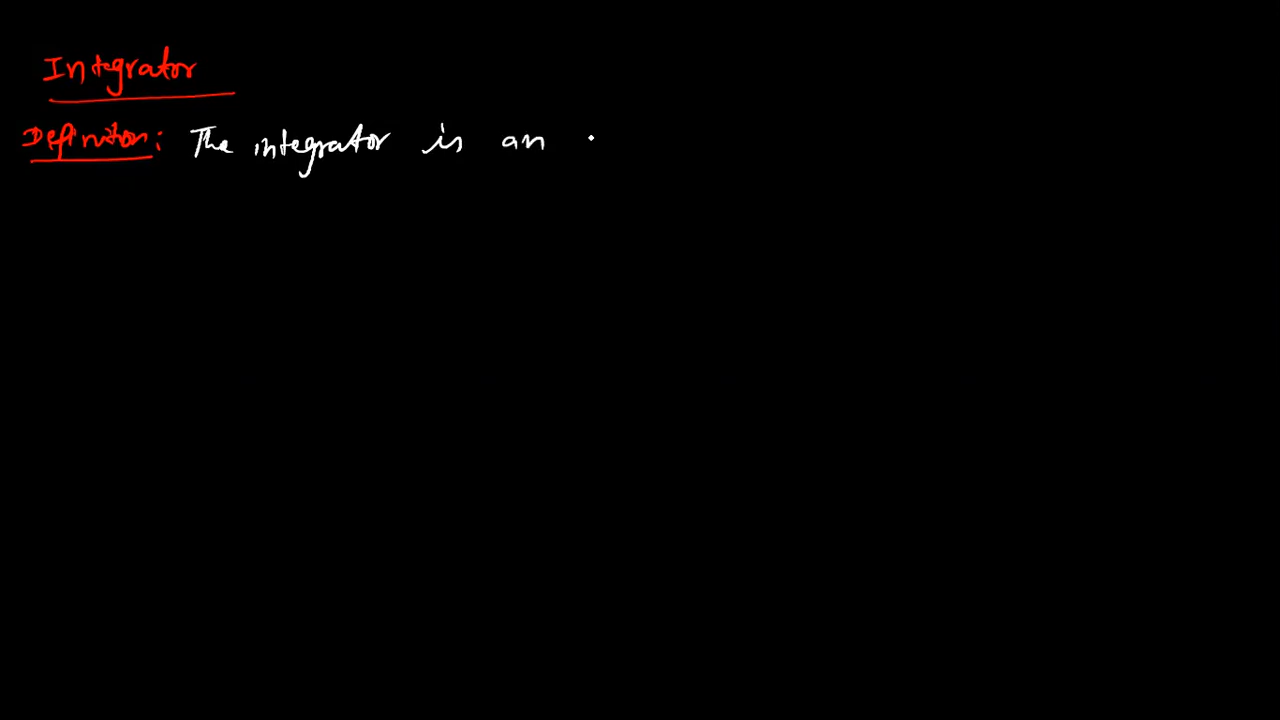 Integrator
Definition: The integrator is an